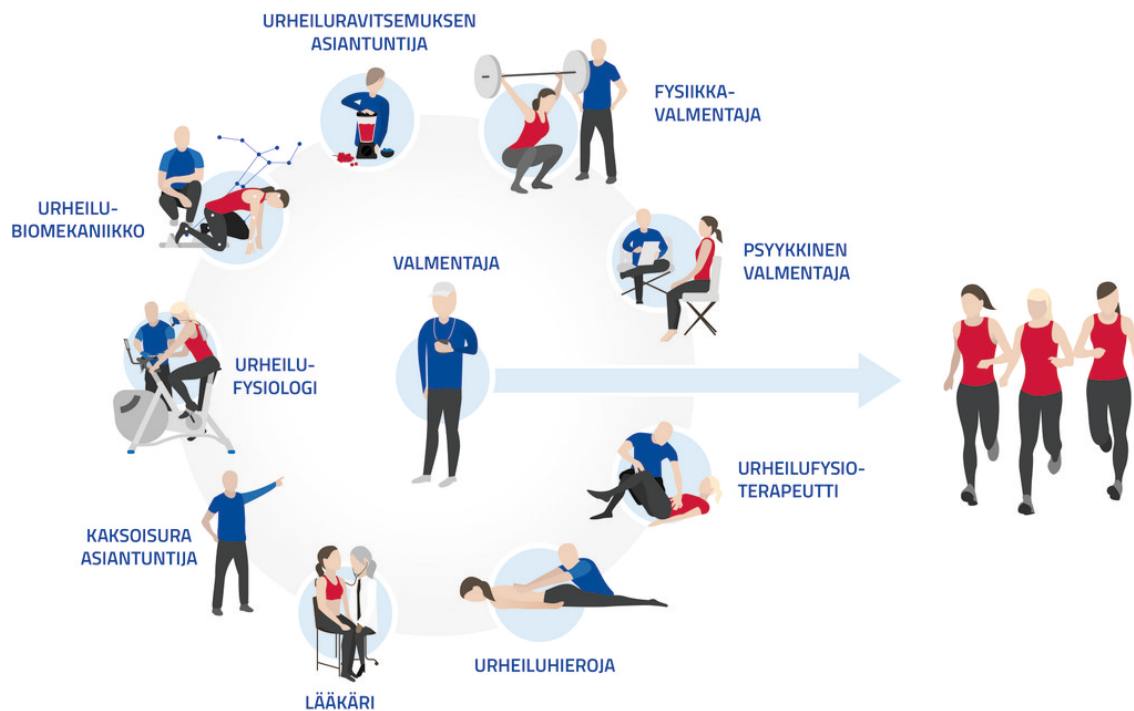 URHEILURAVITSEMUKSEN
ASIANTUNTIJA
FYSIIKKA-
VALMENTAJA
URHEILU-
BIOMEKANIIKKO
VALMENTAJA
PSYYKKINEN
VALMENTAJA
URHEILU-
FYSIOLOGI
URHEILUFYSIO-
TERAPEUTTI
KAKSOISURA
ASIANTUNTIJA
URHEILUHIEROJA
LÄÄKÄRI